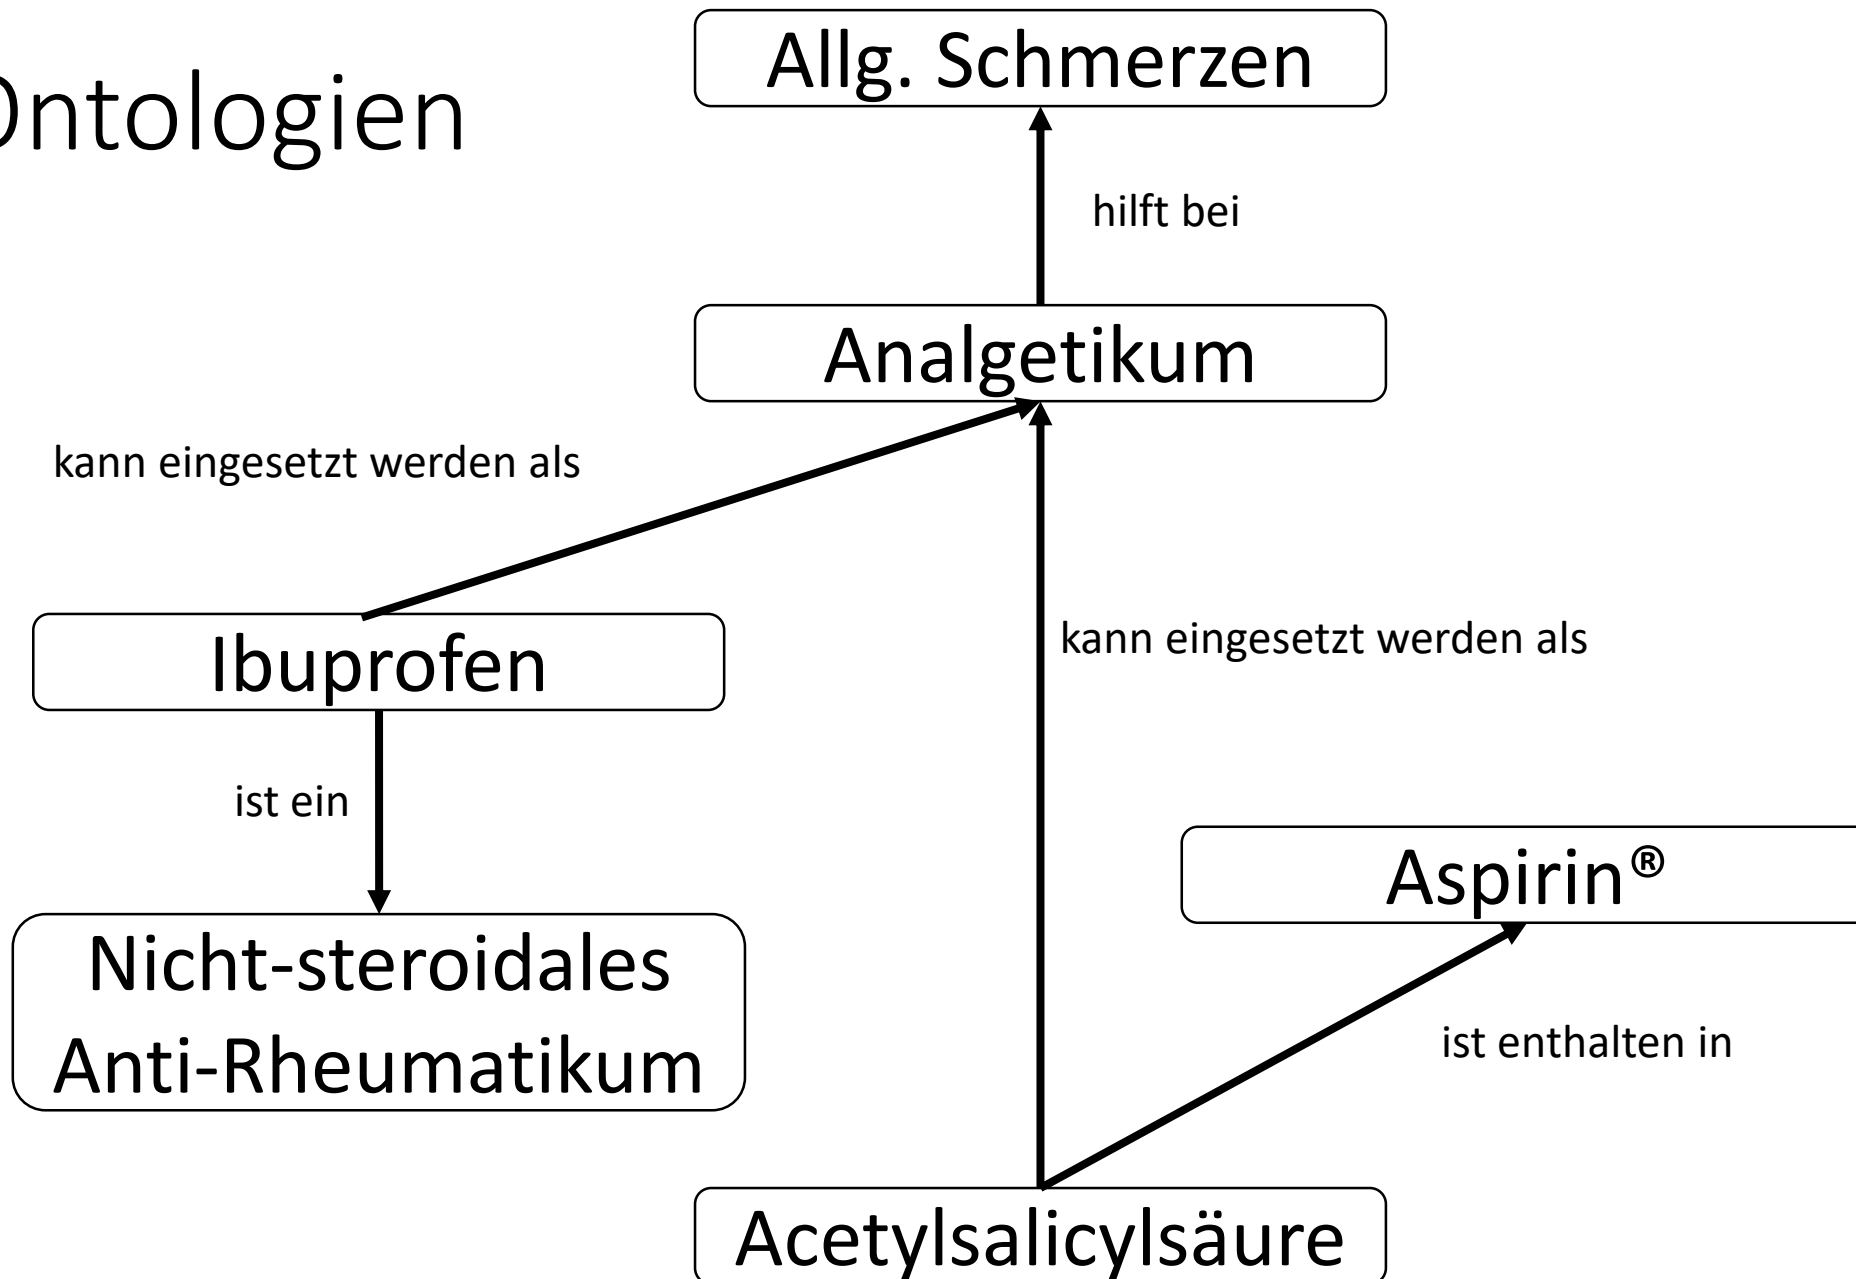 Ontologien
Allg. Schmerzen
hilft bei
Analgetikum
kann eingesetzt werden als
Ibuprofen
kann eingesetzt werden als
ist ein
Aspirin®
Nicht-steroidales
Anti-Rheumatikum
ist enthalten in
Acetylsalicylsäure